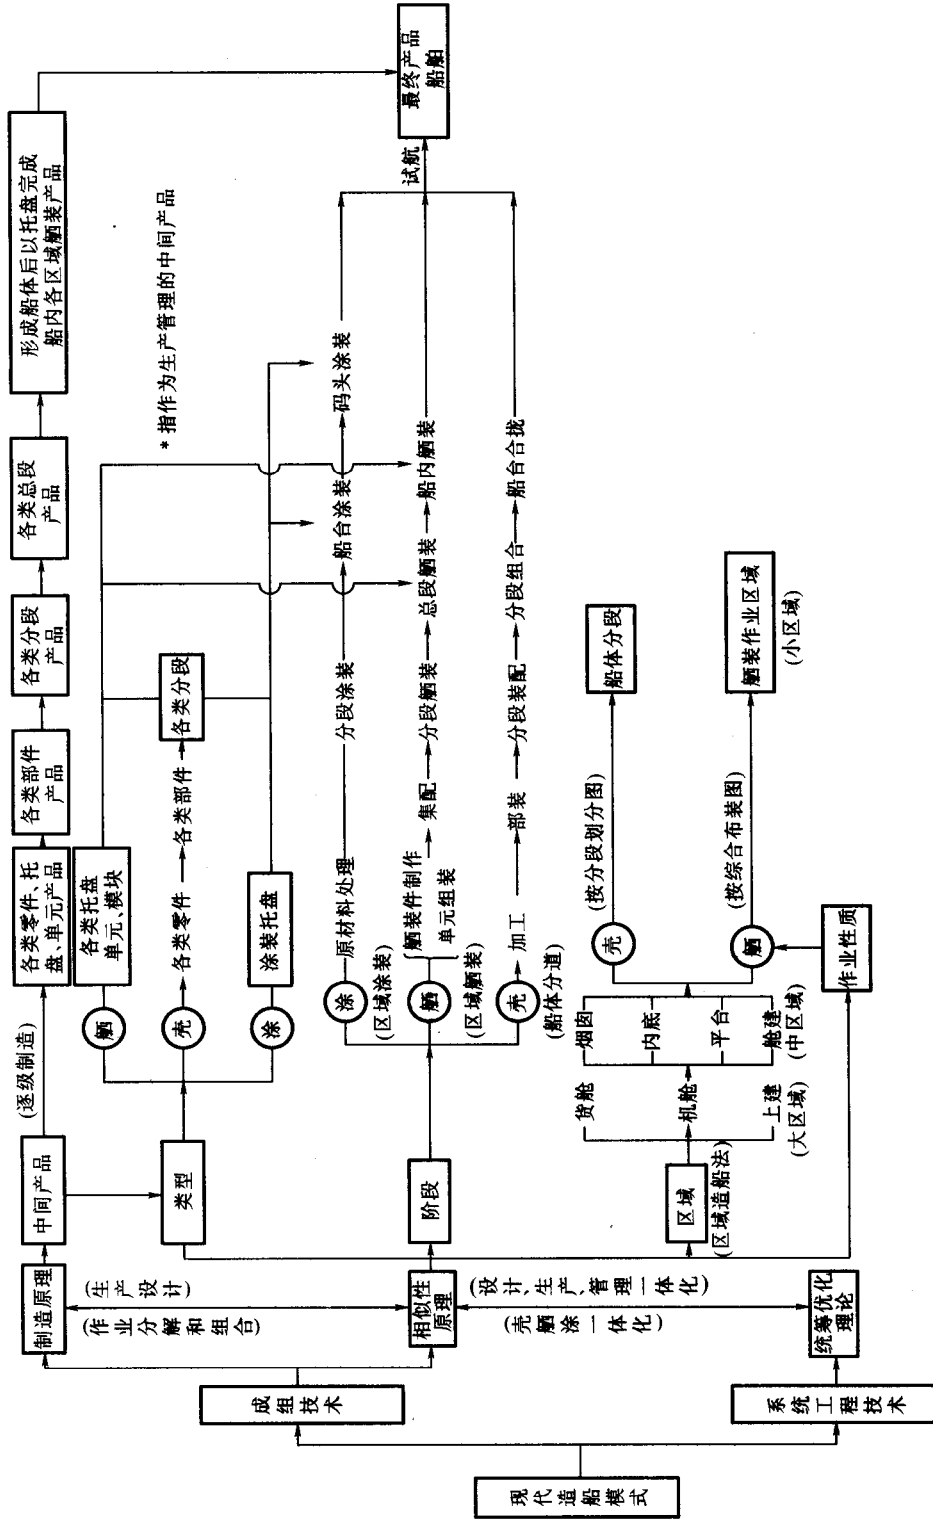 现代造船模式
成组技术
系统工程技术
制造原理
(生产设计)
(作业分解和组合)
相似性
原理
(设计、生产、管理一体化)
(壳舾涂一体化)
统筹优化
理论
中间产品
(逐级制造)
各类零件、托
盘、单元产品
各类部件
产品
各类分段
产品
各类总段
产品
形成船体后以托盘完成
船内各区域舾装产品
最终产品
船舶
类型
舾
各类托盘
单元、模块
壳
各类零件
各类部件
各类分段
涂
涂装托盘
*指作为生产管理的中间产品
阶段
涂
原材料处理
(区域涂装)
分段涂装
船台涂装
码头涂装
舾
舾装件制作
单元组装
(区域舾装)
集配
分段舾装
总段舾装
船内舾装
壳
加工
(船体分道)
部装
分段装配
分段组合
船台合拢
试航
区域
(区域造船法)
货舱
机舱
上建
(大区域)
烟囱
内底
平台
舱建
(中区域)
壳
(按分段划分图)
船体分段
舾
(按综合布装图)
舾装作业区域
(小区域)
作业性质